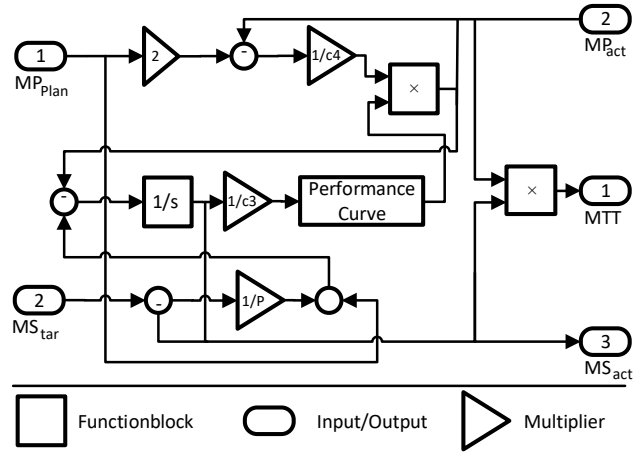 1
MP Plan
2
-
1/c4
×
2
MP act
-
1/s
1/c3
Performance
Curve
×
1
MTT
2
MS tar
-
1/P
3
MS act
Functionblock
Input/Output
Multiplier